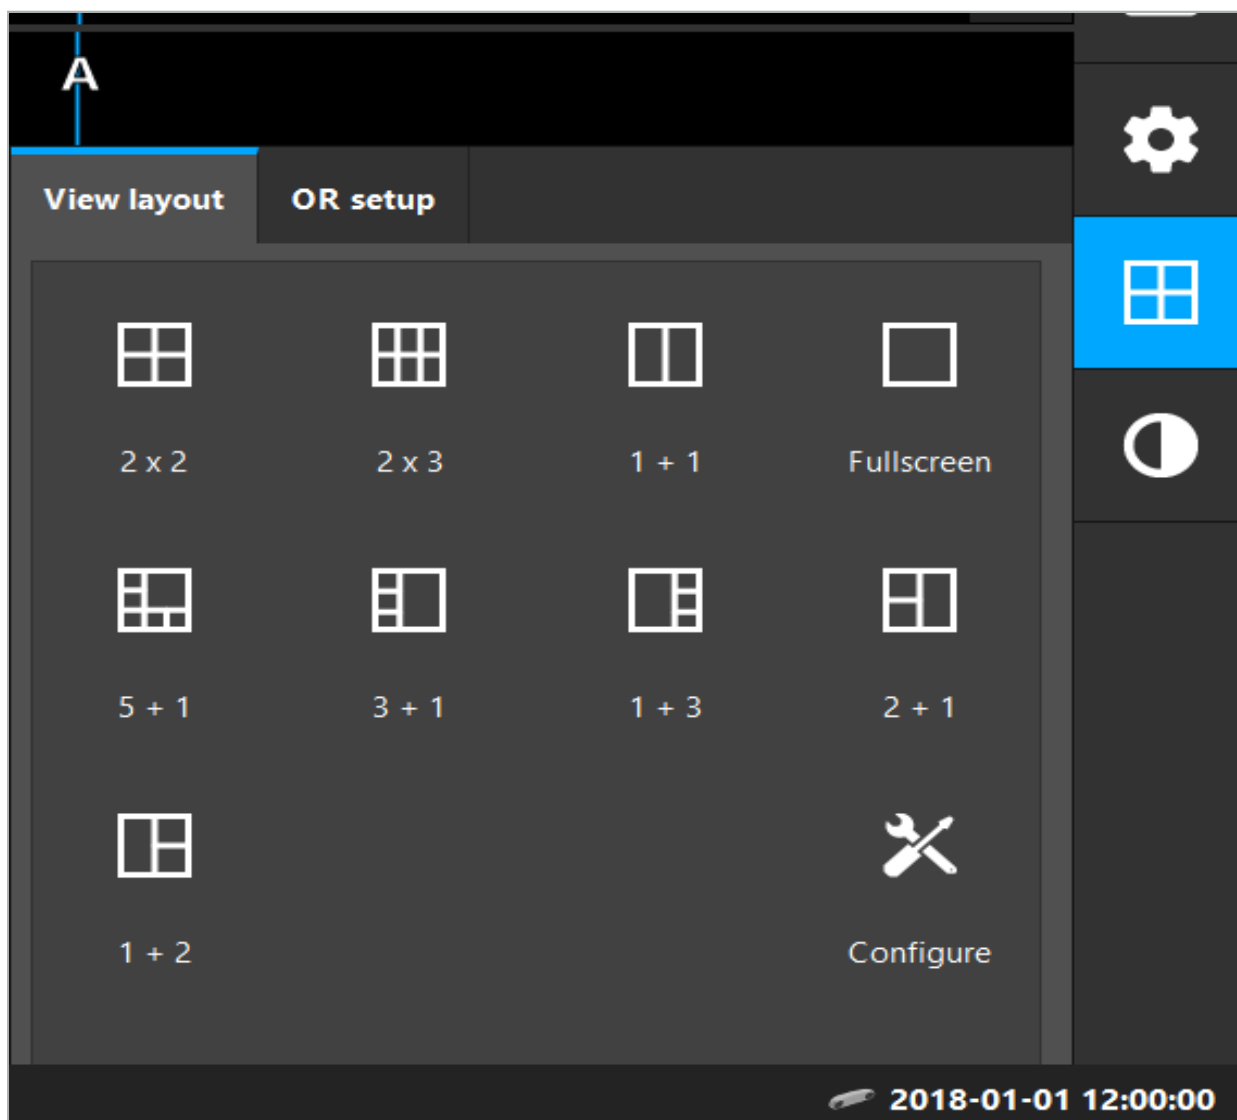 A
View layout OR setup
2 x 2 2 x 3 1 + 1 Fullscreen
5 + 1 3 + 1 1 + 3 2 + 1
1 + 2 Configure
2018-01-01 12:00:00